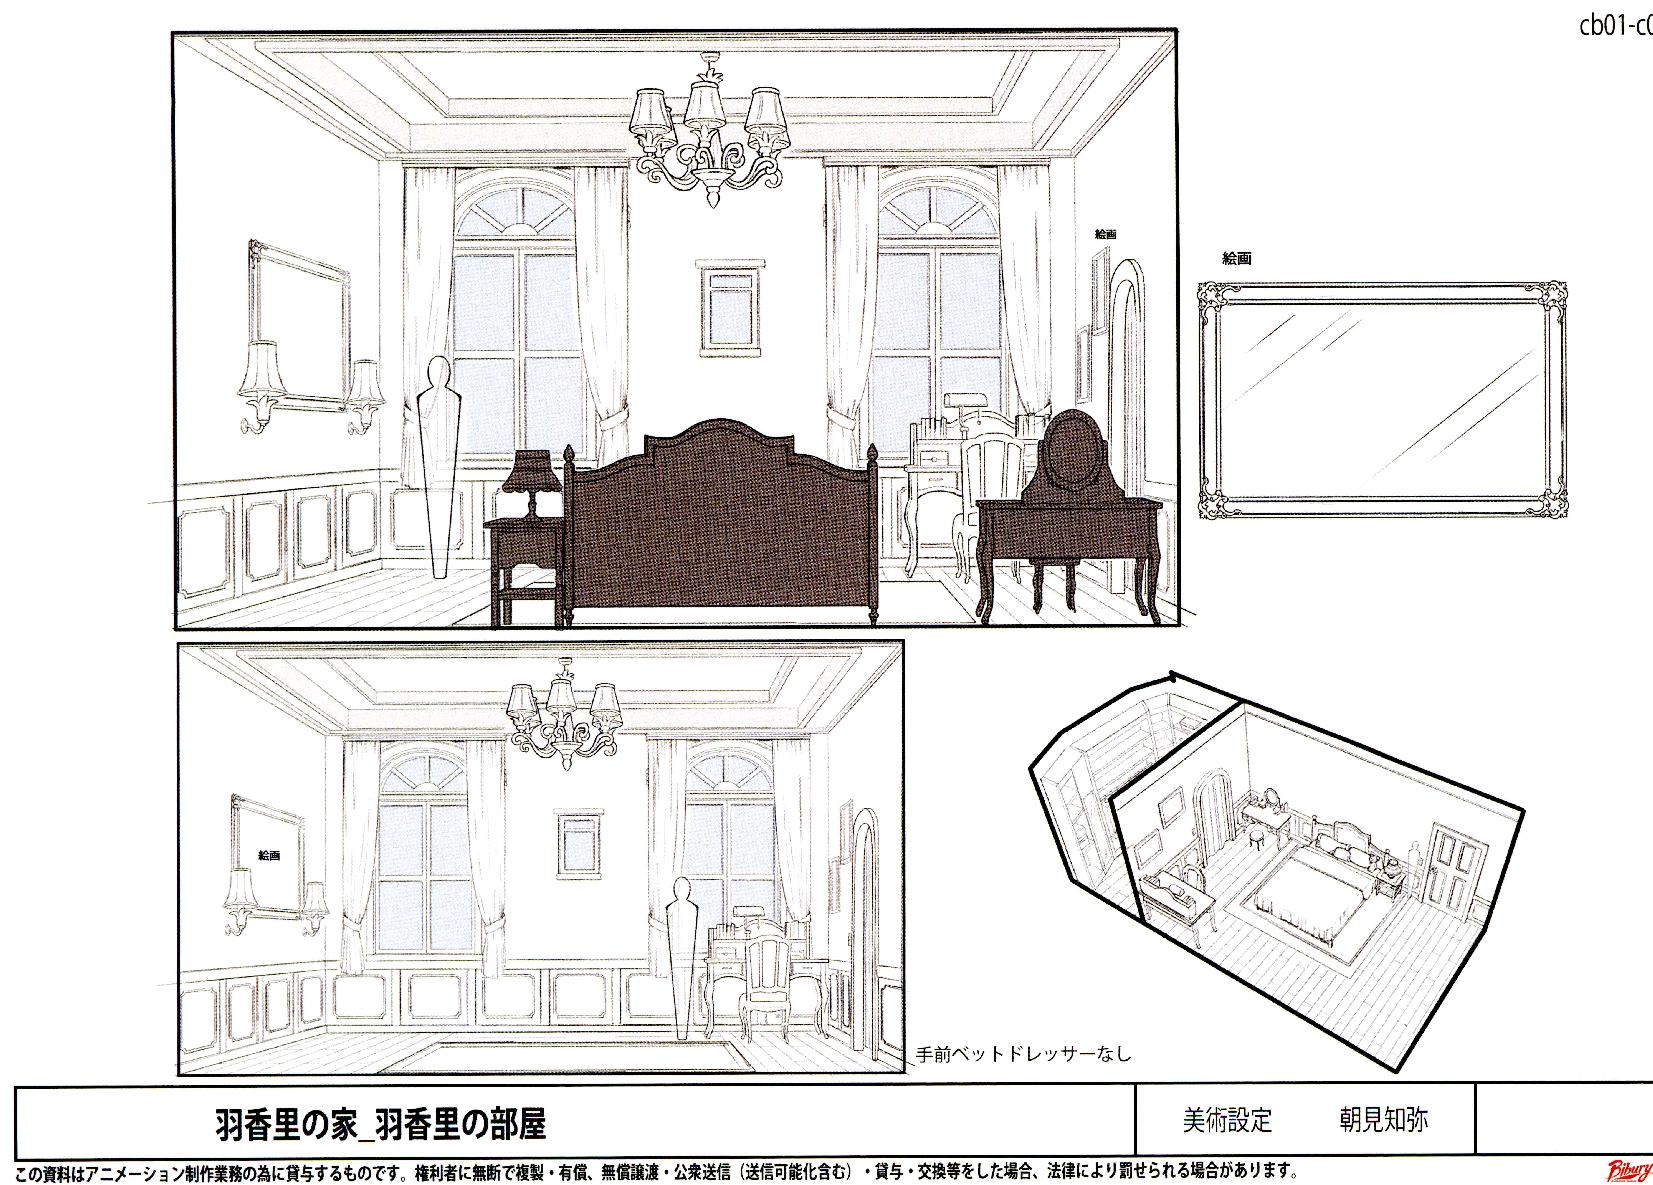 cb01-c0
絵画
絵画
絵画
手前ベットドレッサーなし
羽香里の家_羽香里の部屋
美術設定 朝見知弥
この資料はアニメーション制作業務の為に貸与するものです。権利者に無断で複製・有償、無償譲渡・公衆送信（送信可能化含む）・貸与・交換等をした場合、法律により罰せられる場合があります。
Bibury